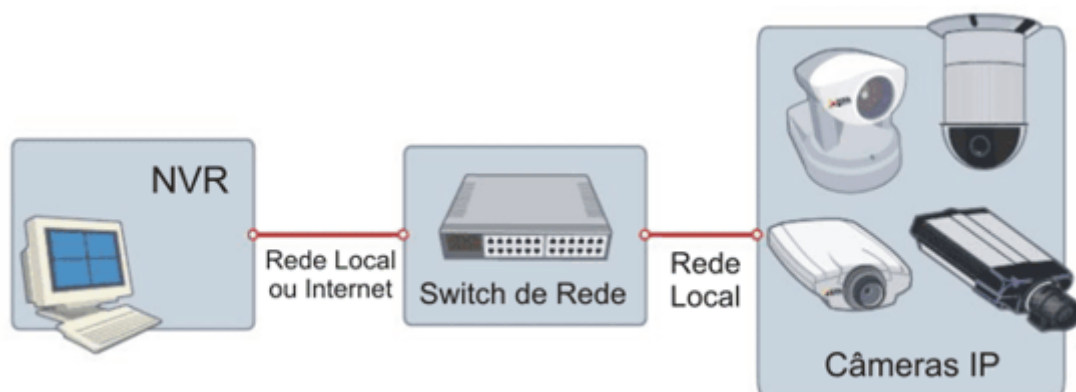 NVR
Rede Local
ou Internet
Switch de Rede
Rede
Local
Câmeras IP